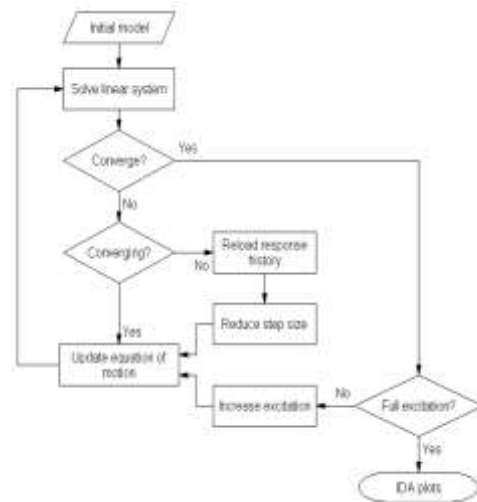 Initial model
Solve linear system
Yes
Converge?
No
Converging?
No
Reload response
history
Reduce step size
Yes
Update equation of
motion
Increase excitation
No
Full excitation?
Yes
IDA plots